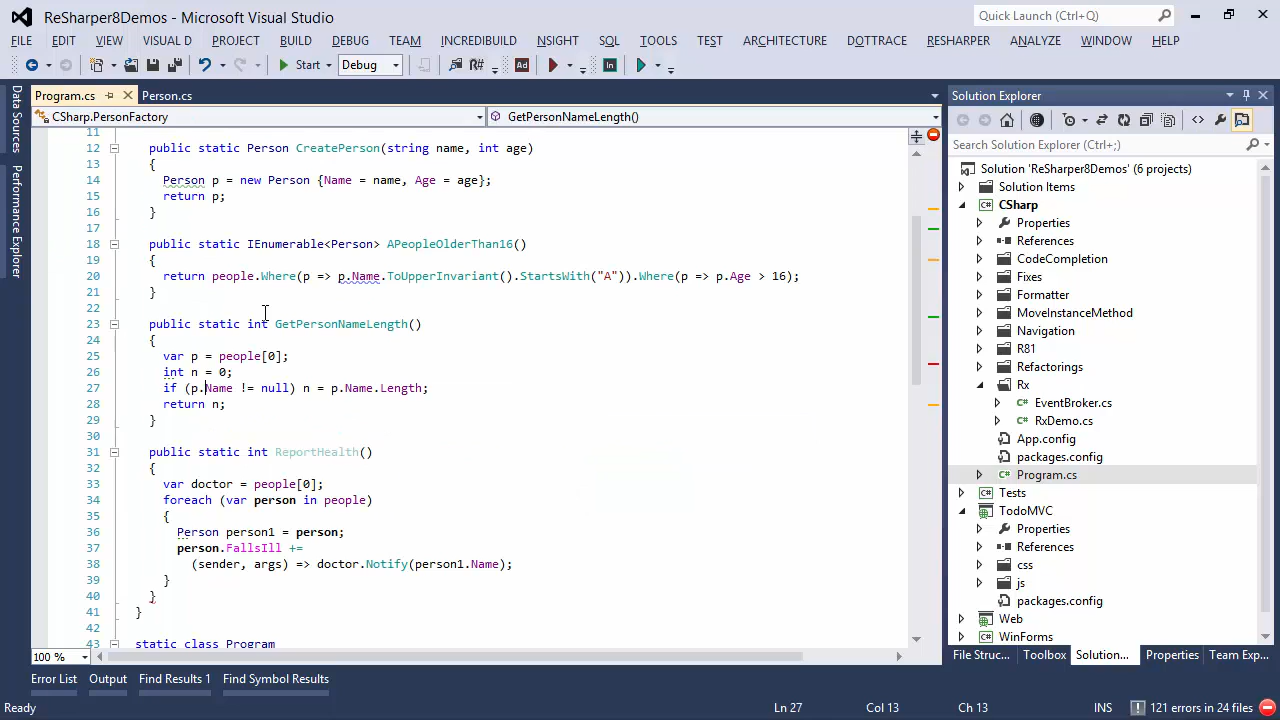 ReSharper8Demos - Microsoft Visual Studio
Quick Launch (Ctrl+Q)
FILE EDIT VIEW VISUAL D PROJECT BUILD DEBUG TEAM INCREDIBUILD NSIGHT SQL TOOLS TEST ARCHITECTURE DOTTRACE RESHARPER ANALYZE WINDOW HELP
Start Debug R# Ad In
Data Sources
Performance Explorer
Program.cs Person.cs
CSharp.PersonFactory GetPersonNameLength()
11
12 public static Person CreatePerson(string name, int age)
13 {
14 Person p = new Person {Name = name, Age = age};
15 return p;
16 }
17
18 public static IEnumerable<Person> APeopleOlderThan16()
19 {
20 return people.Where(p => p.Name.ToUpperInvariant().StartsWith("A")).Where(p => p.Age > 16);
21 }
22
23 public static int GetPersonNameLength()
24 {
25 var p = people[0];
26 int n = 0;
27 if (p.Name != null) n = p.Name.Length;
28 return n;
29 }
30
31 public static int ReportHealth()
32 {
33 var doctor = people[0];
34 foreach (var person in people)
35 {
36 Person person1 = person;
37 person.FallsIll +=
38 (sender, args) => doctor.Notify(person1.Name);
39 }
40 }
41 }
42
43 static class Program
100 %
Solution Explorer
Search Solution Explorer (Ctrl+;)
Solution 'ReSharper8Demos' (6 projects)
Solution Items
CSharp
Properties
References
CodeCompletion
Fixes
Formatter
MoveInstanceMethod
Navigation
R81
Refactorings
Rx
EventBroker.cs
RxDemo.cs
App.config
packages.config
Program.cs
Tests
TodoMVC
Properties
References
css
js
packages.config
Web
WinForms
File Struc... Toolbox Solution... Properties Team Exp...
Error List Output Find Results 1 Find Symbol Results
Ready Ln 27 Col 13 Ch 13 INS 121 errors in 24 files